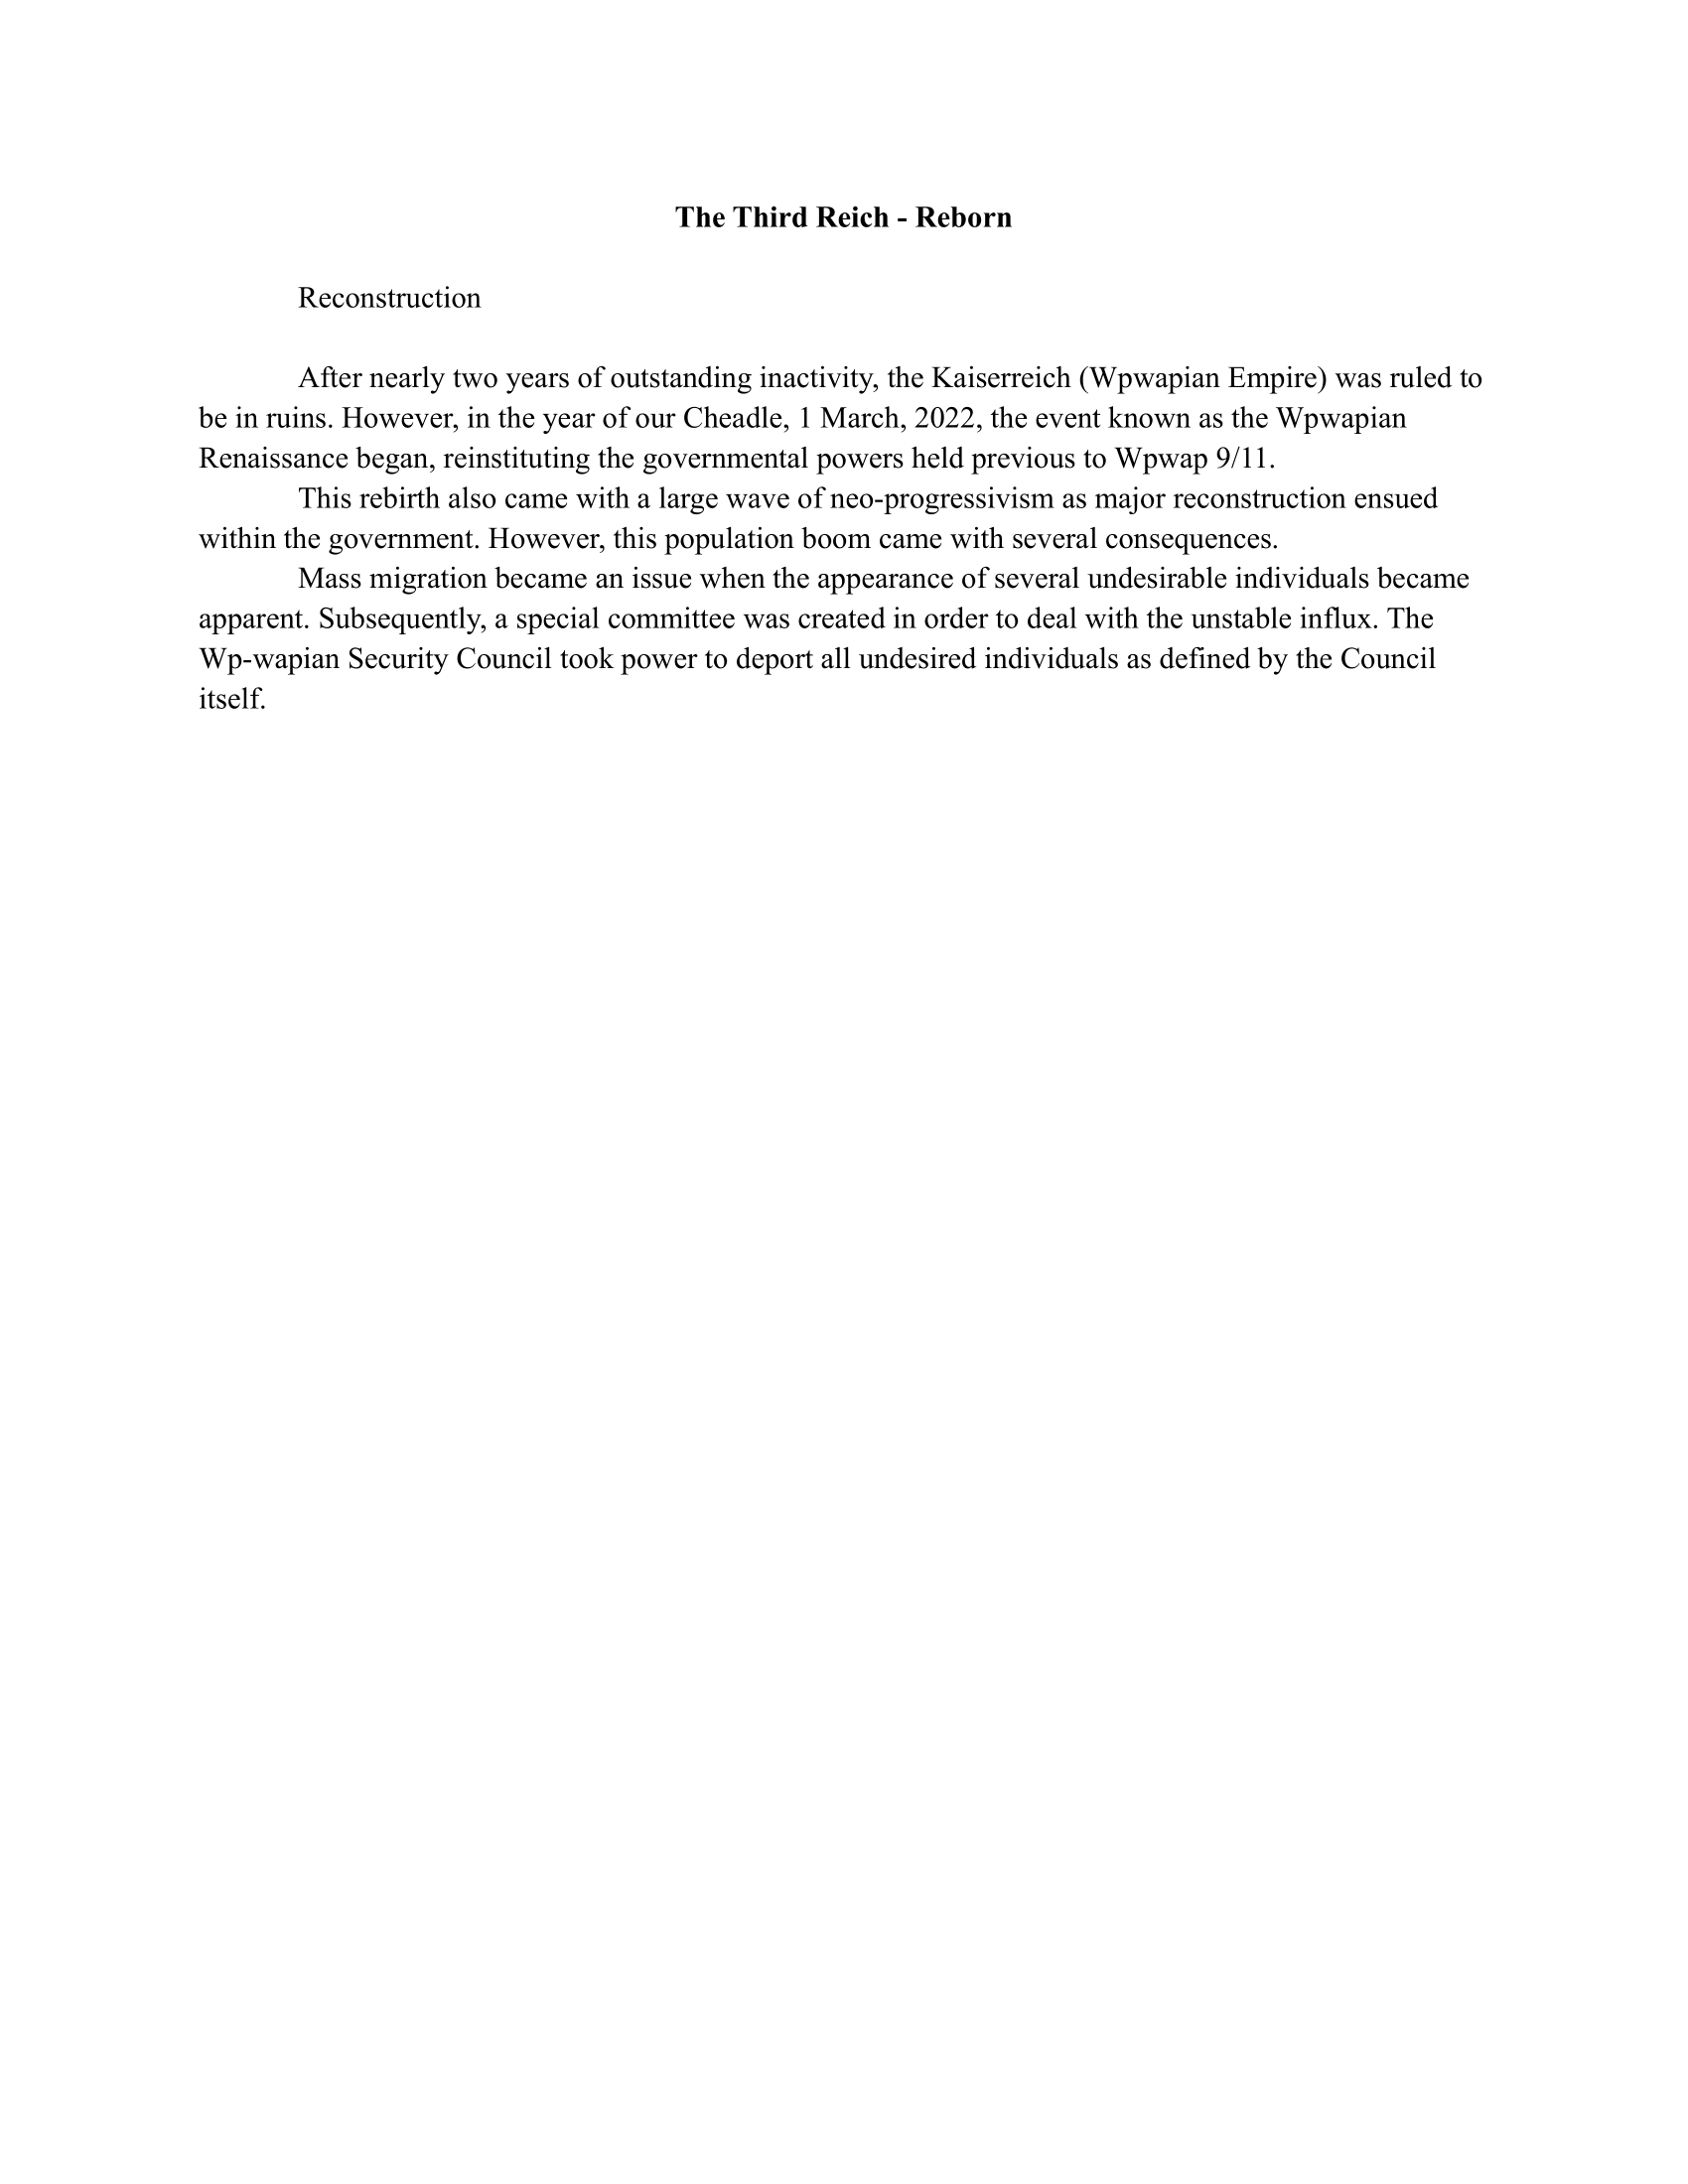 The Third Reich - Reborn
Reconstruction
After nearly two years of outstanding inactivity, the Kaiserreich (Wpwapian Empire) was ruled to
be in ruins. However, in the year of our Cheadle, 1 March, 2022, the event known as the Wpwapian
Renaissance began, reinstituting the governmental powers held previous to Wpwap 9/11.
This rebirth also came with a large wave of neo-progressivism as major reconstruction ensued
within the government. However, this population boom came with several consequences.
Mass migration became an issue when the appearance of several undesirable individuals became
apparent. Subsequently, a special committee was created in order to deal with the unstable influx. The
Wp-wapian Security Council took power to deport all undesired individuals as defined by the Council
itself.